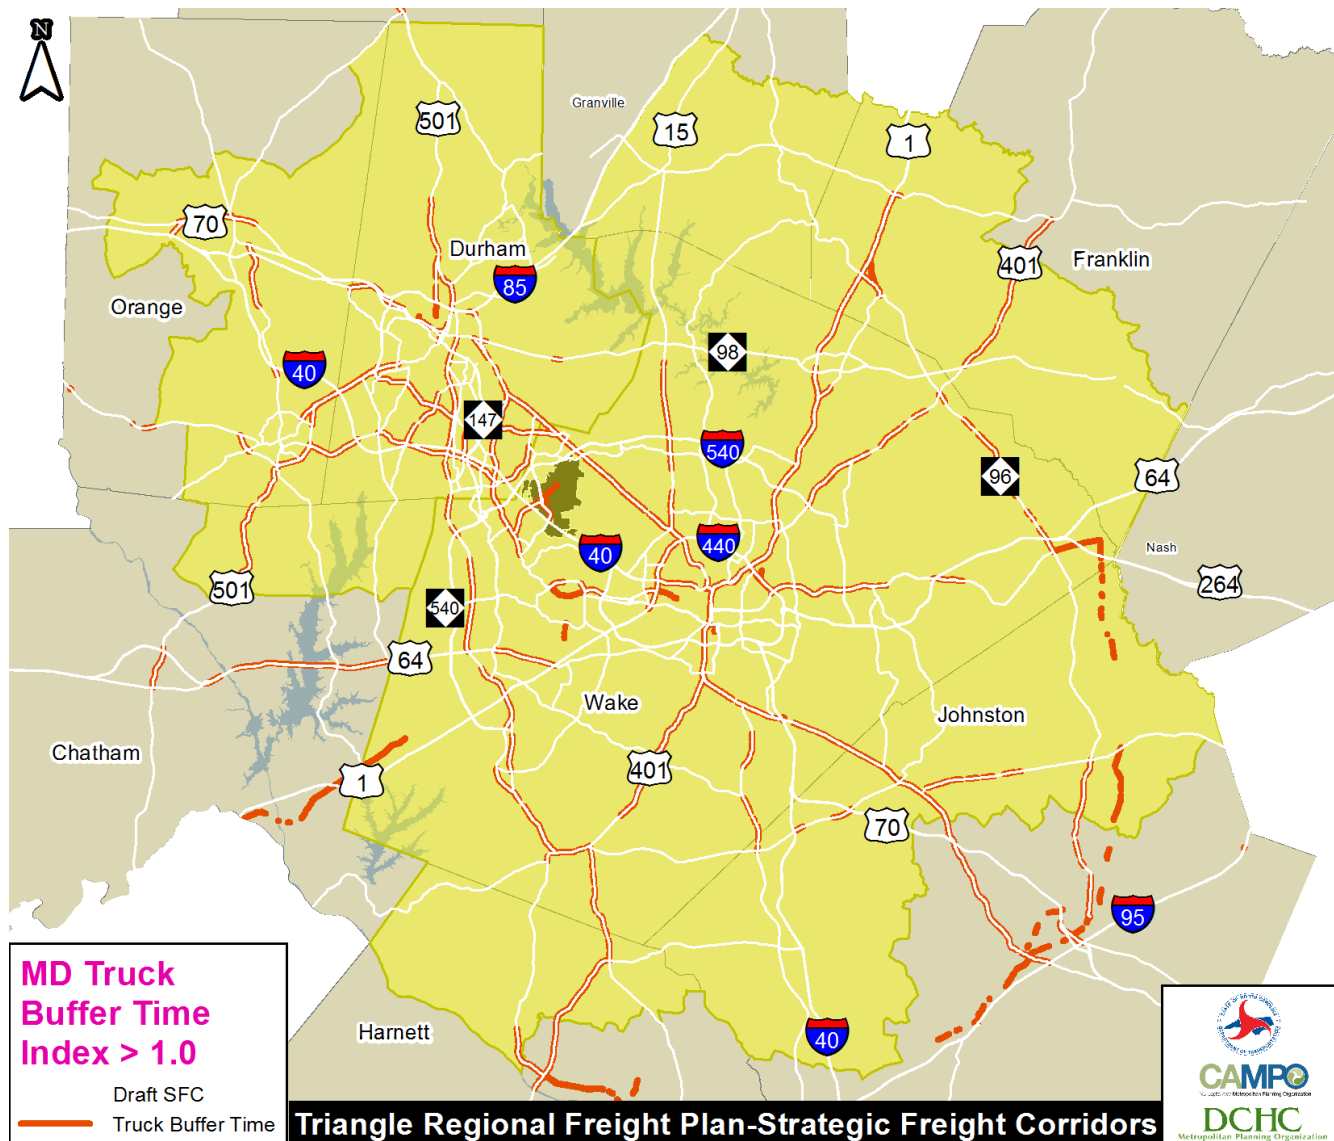 N
Granville
501
15
1
70
Durham
401
Franklin
85
Orange
98
40
147
540
64
96
440
Nash
40
501
264
540
64
Wake
Johnston
Chatham
401
1
70
95
MD Truck
Buffer Time
Index > 1.0
Harnett
40
Draft SFC
Truck Buffer Time
Triangle Regional Freight Plan-Strategic Freight Corridors
CAMPO
DCHC
Metropolitan Planning Organization